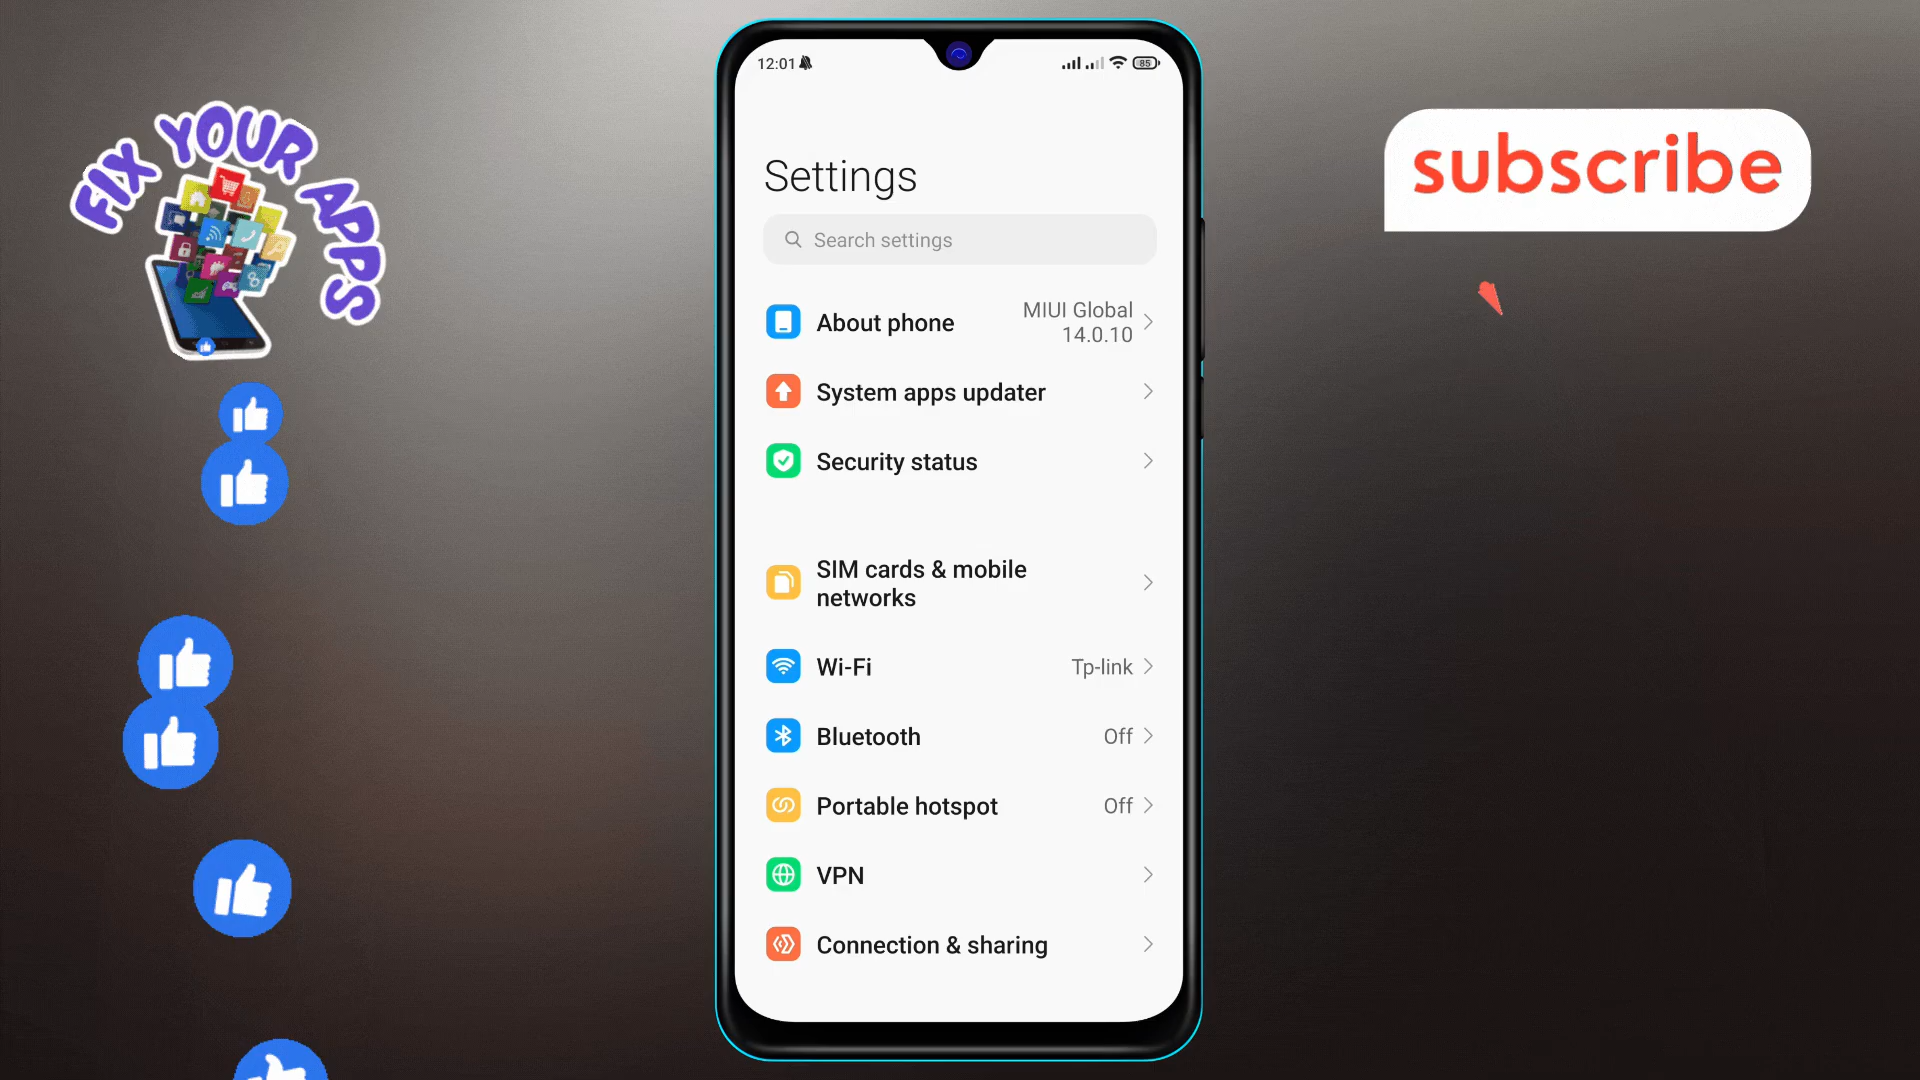 FIX YOUR APPS
subscribe
12:01
85
Settings
Search settings
About phone
MIUI Global
14.0.10
System apps updater
Security status
SIM cards & mobile
networks
Wi-Fi
Tp-link
Bluetooth
Off
Portable hotspot
Off
VPN
Connection & sharing